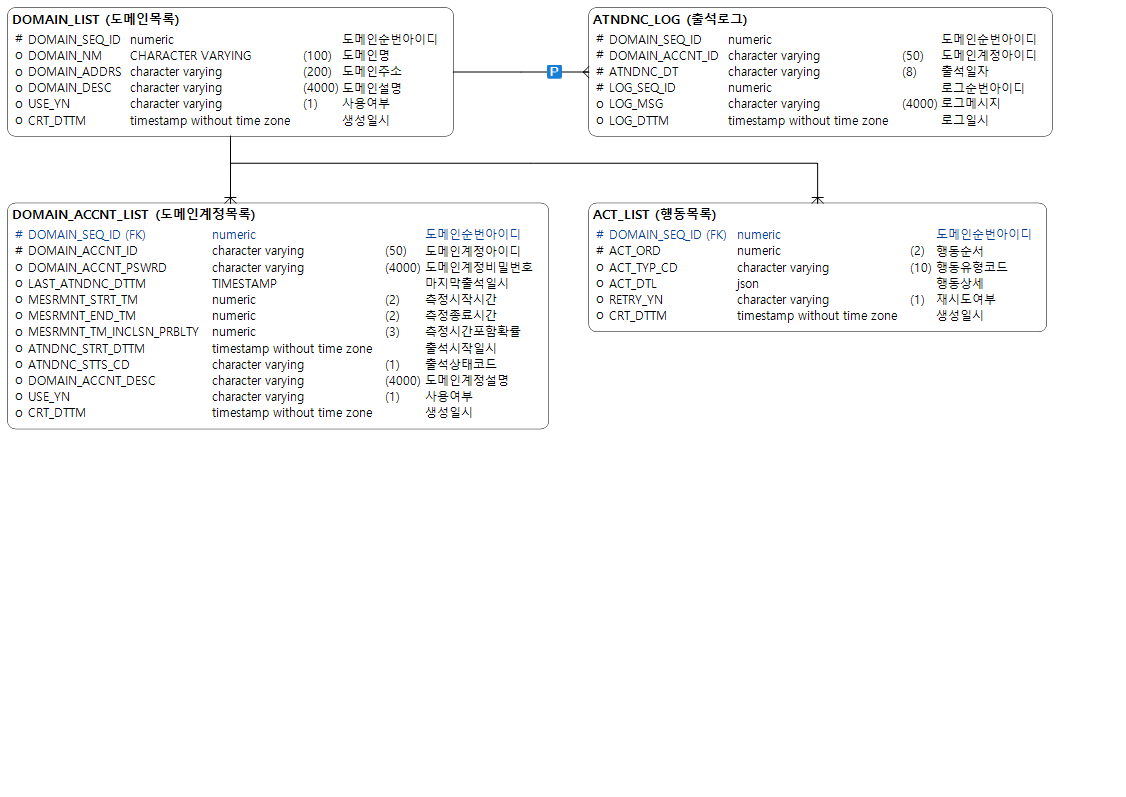 DOMAIN_LIST (도메인목록)
# DOMAIN_SEQ_ID numeric 도메인순번아이디
o DOMAIN_NM CHARACTER VARYING (100) 도메인명
o DOMAIN_ADDRS character varying (200) 도메인주소
o DOMAIN_DESC character varying (4000) 도메인설명
o USE_YN character varying (1) 사용여부
o CRT_DTTM timestamp without time zone 생성일시
P
ATNDNC_LOG (출석로그)
# DOMAIN_SEQ_ID numeric 도메인순번아이디
# DOMAIN_ACCNT_ID character varying (50) 도메인계정아이디
# ATNDNC_DT character varying (8) 출석일자
# LOG_SEQ_ID numeric 로그순번아이디
o LOG_MSG character varying (4000) 로그메시지
o LOG_DTTM timestamp without time zone 로그일시
DOMAIN_ACCNT_LIST (도메인계정목록)
# DOMAIN_SEQ_ID (FK) numeric 도메인순번아이디
# DOMAIN_ACCNT_ID character varying (50) 도메인계정아이디
o DOMAIN_ACCNT_PSWRD character varying (4000) 도메인계정비밀번호
o LAST_ATNDNC_DTTM TIMESTAMP 마지막출석일시
o MESRMNT_STRT_TM numeric (2) 측정시작시간
o MESRMNT_END_TM numeric (2) 측정종료시간
o MESRMNT_TM_INCLSN_PRBLTY numeric (3) 측정시간포함확률
o ATNDNC_STRT_DTTM timestamp without time zone 출석시작일시
o ATNDNC_STTS_CD character varying (1) 출석상태코드
o DOMAIN_ACCNT_DESC character varying (4000) 도메인계정설명
o USE_YN character varying (1) 사용여부
o CRT_DTTM timestamp without time zone 생성일시
ACT_LIST (행동목록)
# DOMAIN_SEQ_ID (FK) numeric 도메인순번아이디
# ACT_ORD numeric (2) 행동순서
o ACT_TYP_CD character varying (10) 행동유형코드
o ACT_DTL json 행동상세
o RETRY_YN character varying (1) 재시도여부
o CRT_DTTM timestamp without time zone 생성일시